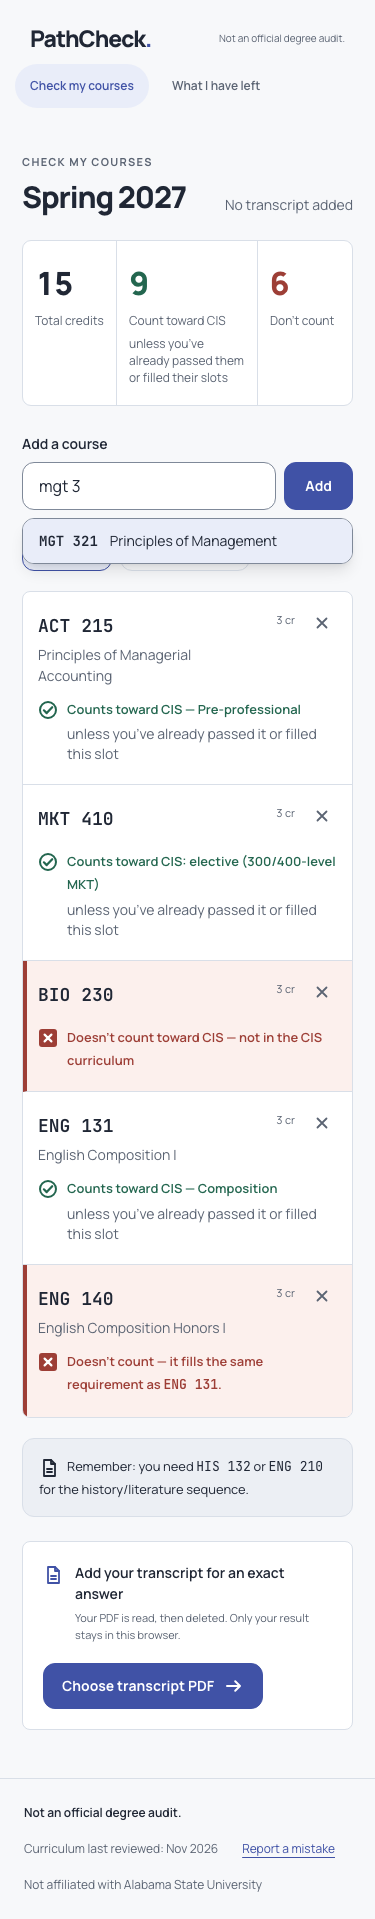 PathCheck.
Not an official degree audit.
Check my courses
What I have left
CHECK MY COURSES
Spring 2027
No transcript added
15
Total credits
9
Count toward CIS
unless you've
already passed them
or filled their slots
6
Don't count
Add a course
mgt 3
Add
MGT 321 Principles of Management
ACT 215
3 cr
Principles of Managerial
Accounting
Counts toward CIS — Pre-professional
unless you've already passed it or filled
this slot
MKT 410
3 cr
Counts toward CIS: elective (300/400-level
MKT)
unless you've already passed it or filled
this slot
BIO 230
3 cr
Doesn't count toward CIS — not in the CIS
curriculum
ENG 131
3 cr
English Composition I
Counts toward CIS — Composition
unless you've already passed it or filled
this slot
ENG 140
3 cr
English Composition Honors I
Doesn't count — it fills the same
requirement as ENG 131.
Remember: you need HIS 132 or ENG 210
for the history/literature sequence.
Add your transcript for an exact
answer
Your PDF is read, then deleted. Only your result
stays in this browser.
Choose transcript PDF →
Not an official degree audit.
Curriculum last reviewed: Nov 2026
Report a mistake
Not affiliated with Alabama State University